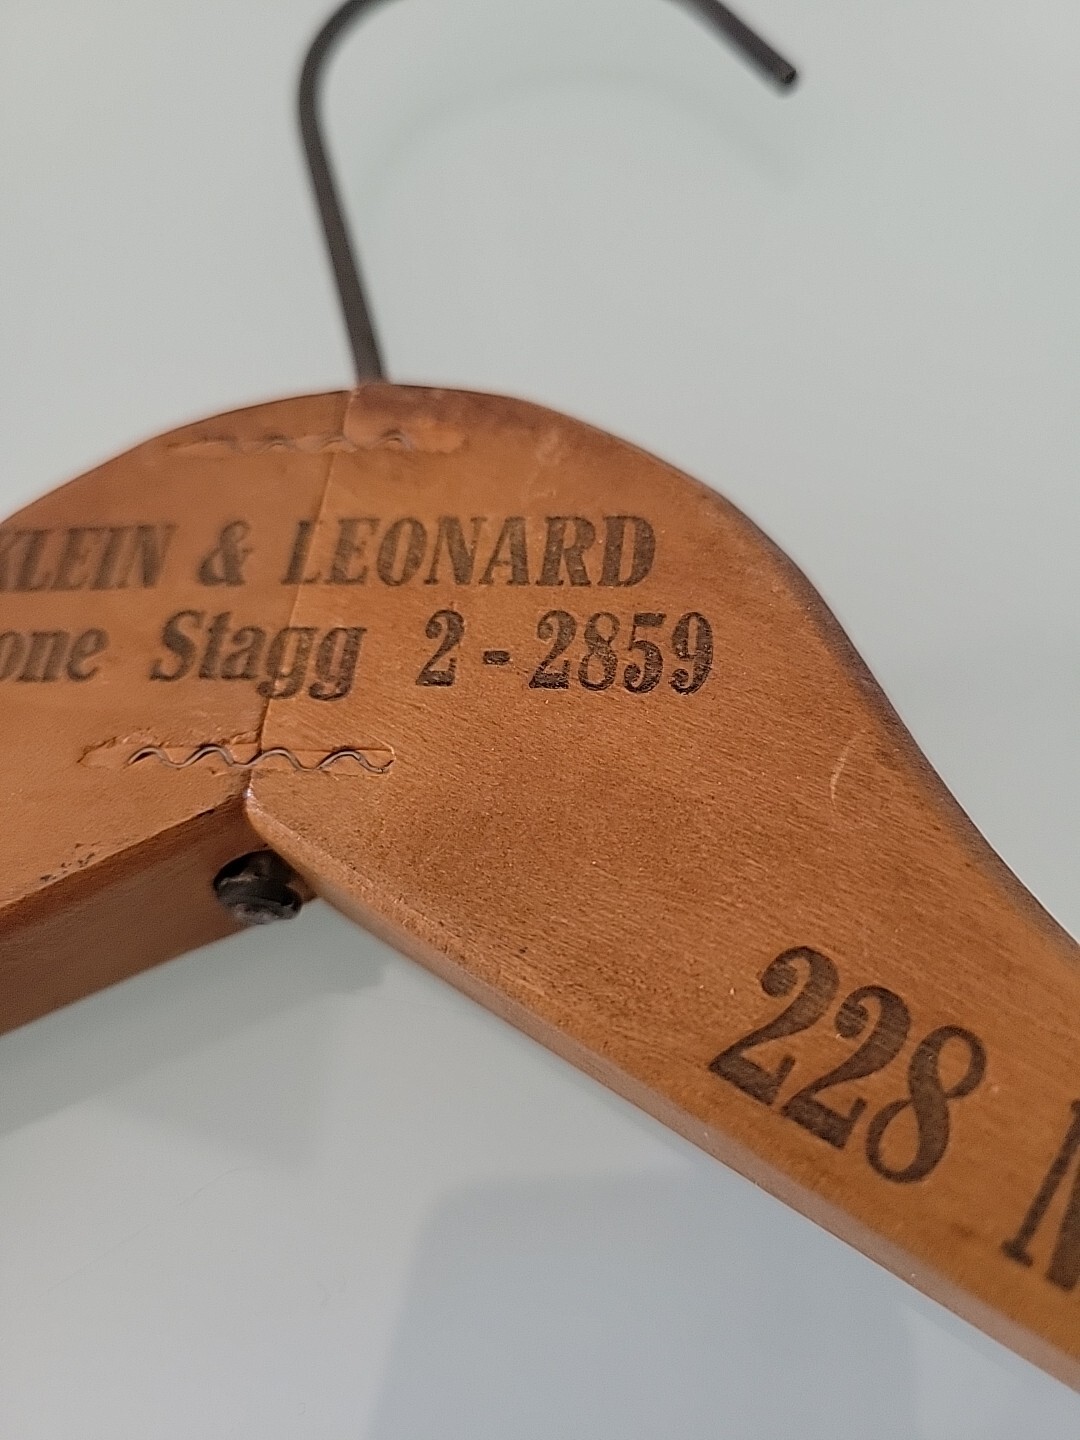 KLEIN & LEONARD
one Stagg 2-2859
228